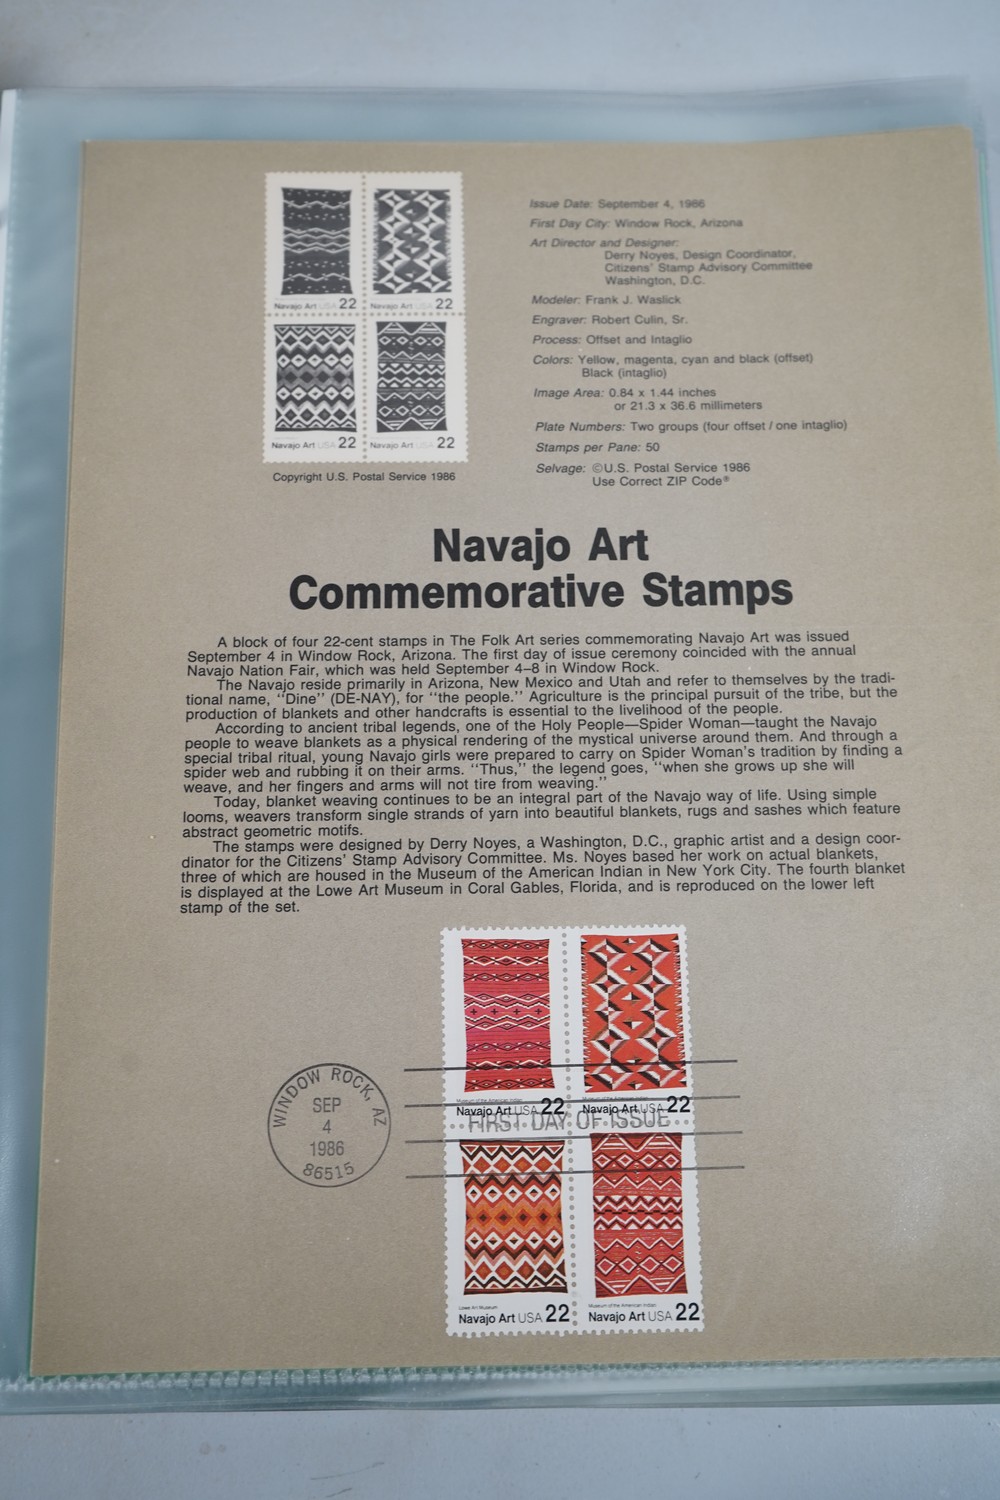 Navajo Art USA 22
Navajo Art USA 22
Navajo Art USA 22
Navajo Art USA 22
Copyright U.S. Postal Service 1986
Issue Date: September 4, 1986
First Day City: Window Rock, Arizona
Art Director and Designer:
Derry Noyes, Design Coordinator,
Citizens' Stamp Advisory Committee
Washington, D.C.
Modeler: Frank J. Waslick
Engraver: Robert Culin, Sr.
Process: Offset and Intaglio
Colors: Yellow, magenta, cyan and black (offset)
Black (intaglio)
Image Area: 0.84 x 1.44 inches
or 21.3 x 36.6 millimeters
Plate Numbers: Two groups (four offset / one intaglio)
Stamps per Pane: 50
Selvage: ©U.S. Postal Service 1986
Use Correct ZIP Code®
Navajo Art
Commemorative Stamps
A block of four 22-cent stamps in The Folk Art series commemorating Navajo Art was issued
September 4 in Window Rock, Arizona. The first day of issue ceremony coincided with the annual
Navajo Nation Fair, which was held September 4–8 in Window Rock.
The Navajo reside primarily in Arizona, New Mexico and Utah and refer to themselves by the tradi-
tional name, "Dine" (DE-NAY), for "the people." Agriculture is the principal pursuit of the tribe, but the
production of blankets and other handcrafts is essential to the livelihood of the people.
According to ancient tribal legends, one of the Holy People—Spider Woman—taught the Navajo
people to weave blankets as a physical rendering of the mystical universe around them. And through a
special tribal ritual, young Navajo girls were prepared to carry on Spider Woman's tradition by finding a
spider web and rubbing it on their arms. "Thus," the legend goes, "when she grows up she will
weave, and her fingers and arms will not tire from weaving."
Today, blanket weaving continues to be an integral part of the Navajo way of life. Using simple
looms, weavers transform single strands of yarn into beautiful blankets, rugs and sashes which feature
abstract geometric motifs.
The stamps were designed by Derry Noyes, a Washington, D.C., graphic artist and a design coor-
dinator for the Citizens' Stamp Advisory Committee. Ms. Noyes based her work on actual blankets,
three of which are housed in the Museum of the American Indian in New York City. The fourth blanket
is displayed at the Lowe Art Museum in Coral Gables, Florida, and is reproduced on the lower left
stamp of the set.
WINDOW ROCK, AZ
SEP
4
1986
86515
Museum of the American Indian
Navajo Art USA 22
Museum of the American Indian
Navajo Art USA 22
FIRST DAY OF ISSUE
Lowe Art Museum
Navajo Art USA 22
Museum of the American Indian
Navajo Art USA 22